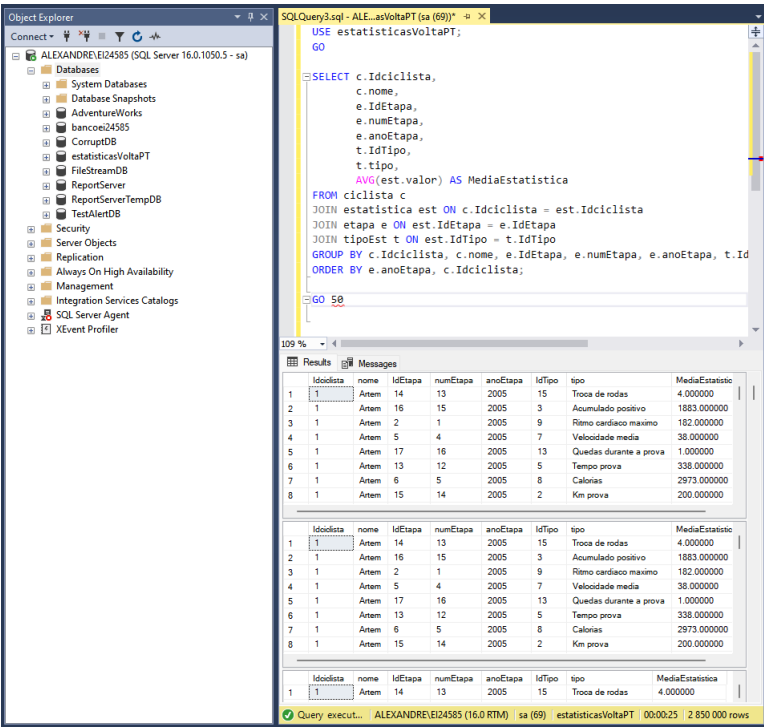 Object Explorer
Connect
ALEXANDRE\EI24585 (SQL Server 16.0.1050.5 - sa)
Databases
System Databases
Database Snapshots
AdventureWorks
bancoei24585
CorruptDB
estatisticasVoltaPT
FileStreamDB
ReportServer
ReportServerTempDB
TestAlertDB
Security
Server Objects
Replication
Always On High Availability
Management
Integration Services Catalogs
SQL Server Agent
XEvent Profiler
SQLQuery3.sql - ALE...asVoltaPT (sa (69))*
USE estatisticasVoltaPT;
GO
SELECT c.Idciclista,
c.nome,
e.IdEtapa,
e.numEtapa,
e.anoEtapa,
t.IdTipo,
t.tipo,
AVG(est.valor) AS MediaEstatistica
FROM ciclista c
JOIN estatistica est ON c.Idciclista = est.Idciclista
JOIN etapa e ON est.IdEtapa = e.IdEtapa
JOIN tipoEst t ON est.IdTipo = t.IdTipo
GROUP BY c.Idciclista, c.nome, e.IdEtapa, e.numEtapa, e.anoEtapa, t.Id
ORDER BY e.anoEtapa, c.Idciclista;
GO 50
109 %
Results Messages
Idciclista nome IdEtapa numEtapa anoEtapa IdTipo tipo MediaEstatistic
1 1 Artem 14 13 2005 15 Troca de rodas 4.000000
2 1 Artem 16 15 2005 3 Acumulado positivo 1883.000000
3 1 Artem 2 1 2005 9 Ritmo cardiaco maximo 182.000000
4 1 Artem 5 4 2005 7 Velocidade media 38.000000
5 1 Artem 17 16 2005 13 Quedas durante a prova 1.000000
6 1 Artem 13 12 2005 5 Tempo prova 338.000000
7 1 Artem 6 5 2005 8 Calorias 2973.000000
8 1 Artem 15 14 2005 2 Km prova 200.000000
Idciclista nome IdEtapa numEtapa anoEtapa IdTipo tipo MediaEstatistic
1 1 Artem 14 13 2005 15 Troca de rodas 4.000000
2 1 Artem 16 15 2005 3 Acumulado positivo 1883.000000
3 1 Artem 2 1 2005 9 Ritmo cardiaco maximo 182.000000
4 1 Artem 5 4 2005 7 Velocidade media 38.000000
5 1 Artem 17 16 2005 13 Quedas durante a prova 1.000000
6 1 Artem 13 12 2005 5 Tempo prova 338.000000
7 1 Artem 6 5 2005 8 Calorias 2973.000000
8 1 Artem 15 14 2005 2 Km prova 200.000000
Idciclista nome IdEtapa numEtapa anoEtapa IdTipo tipo MediaEstatistica
1 1 Artem 14 13 2005 15 Troca de rodas 4.000000
Query execut... ALEXANDRE\EI24585 (16.0 RTM) sa (69) estatisticasVoltaPT 00:00:25 2 850 000 rows